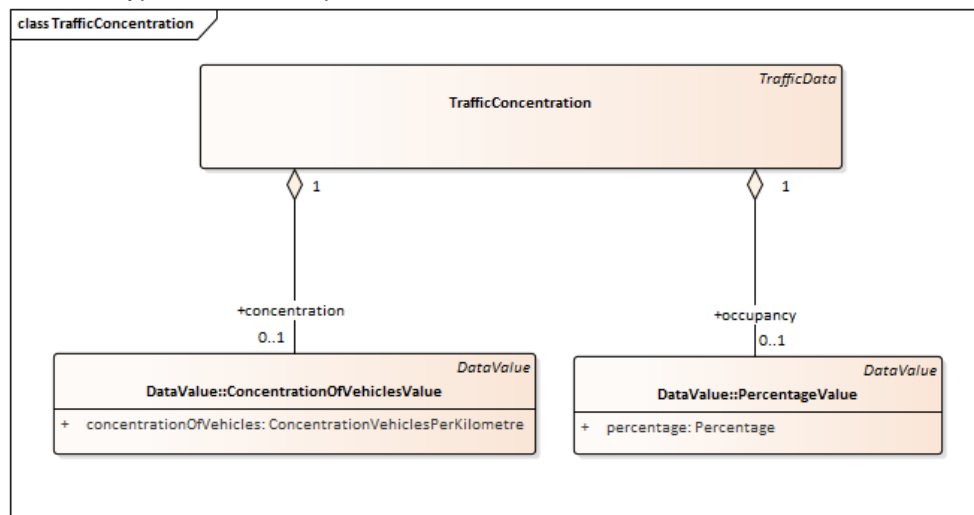 class TrafficConcentration
TrafficData
TrafficConcentration
1
1
+concentration
0..1
+occupancy
0..1
DataValue
DataValue::ConcentrationOfVehiclesValue
+ concentrationOfVehicles: ConcentrationVehiclesPerKilometre
DataValue
DataValue::PercentageValue
+ percentage: Percentage